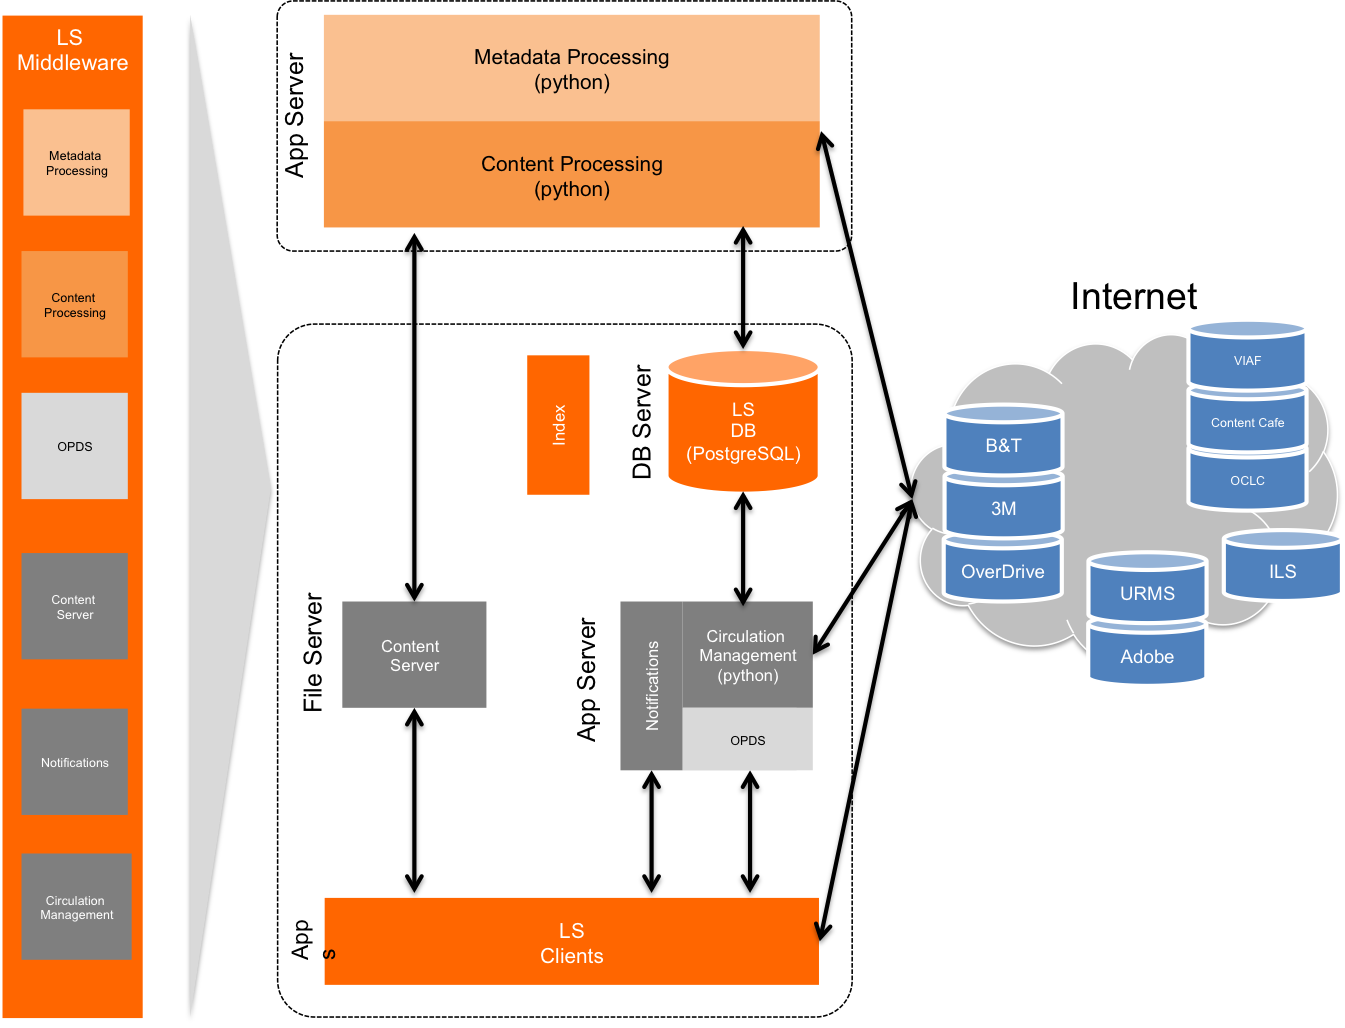 LS
Middleware
Metadata
Processing
Content
Processing
OPDS
Content
Server
Notifications
Circulation
Management
App Server
Metadata Processing
(python)
Content Processing
(python)
Index
DB Server
LS
DB
(PostgreSQL)
File Server
Content
Server
App Server
Notifications
Circulation
Management
(python)
OPDS
App
s
LS
Clients
Internet
VIAF
Content Cafe
OCLC
B&T
3M
OverDrive
ILS
URMS
Adobe